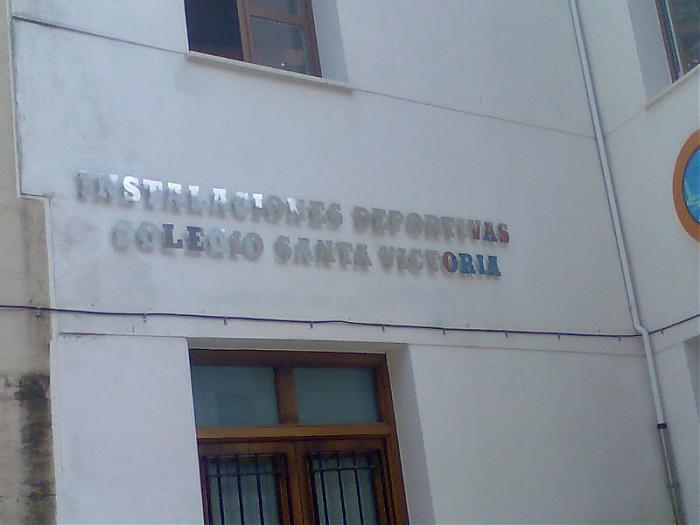 INSTALACIONES DEPORTIVAS
COLEGIO SANTA VICTORIA